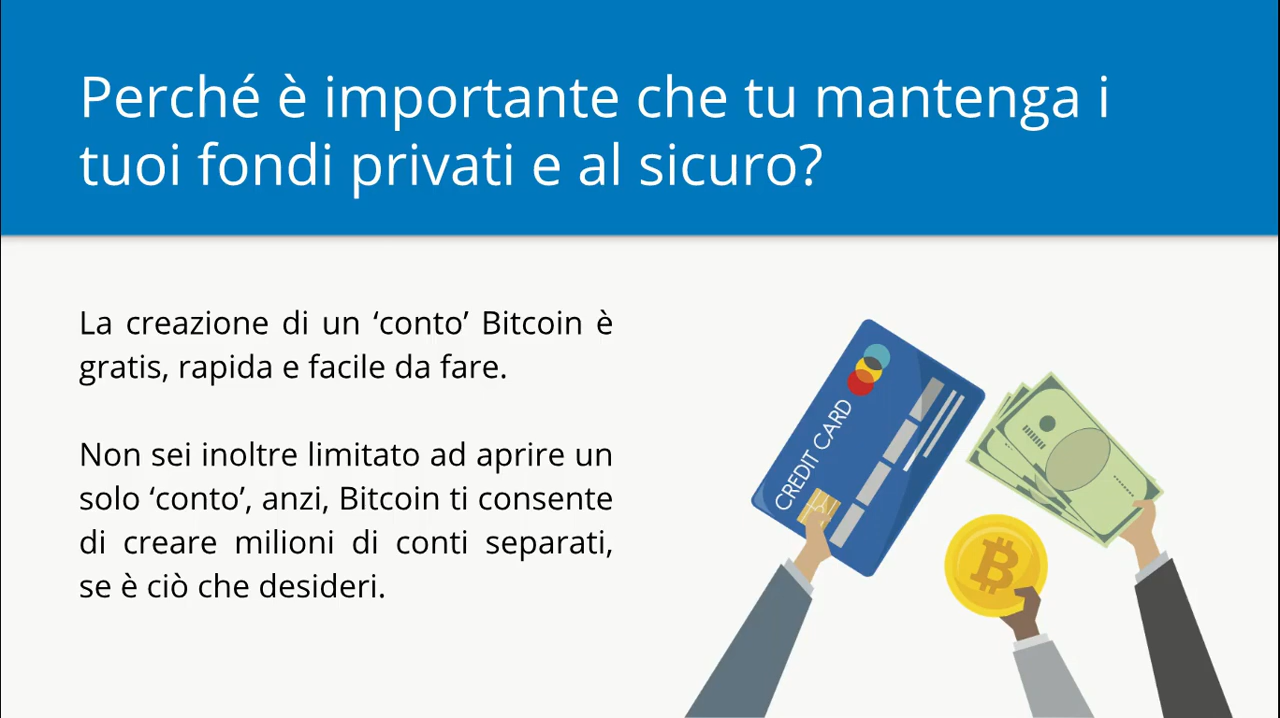 Perché è importante che tu mantenga i
tuoi fondi privati e al sicuro?
La creazione di un ‘conto’ Bitcoin è
gratis, rapida e facile da fare.
Non sei inoltre limitato ad aprire un
solo ‘conto’, anzi, Bitcoin ti consente
di creare milioni di conti separati,
se è ciò che desideri.
CREDIT CARD